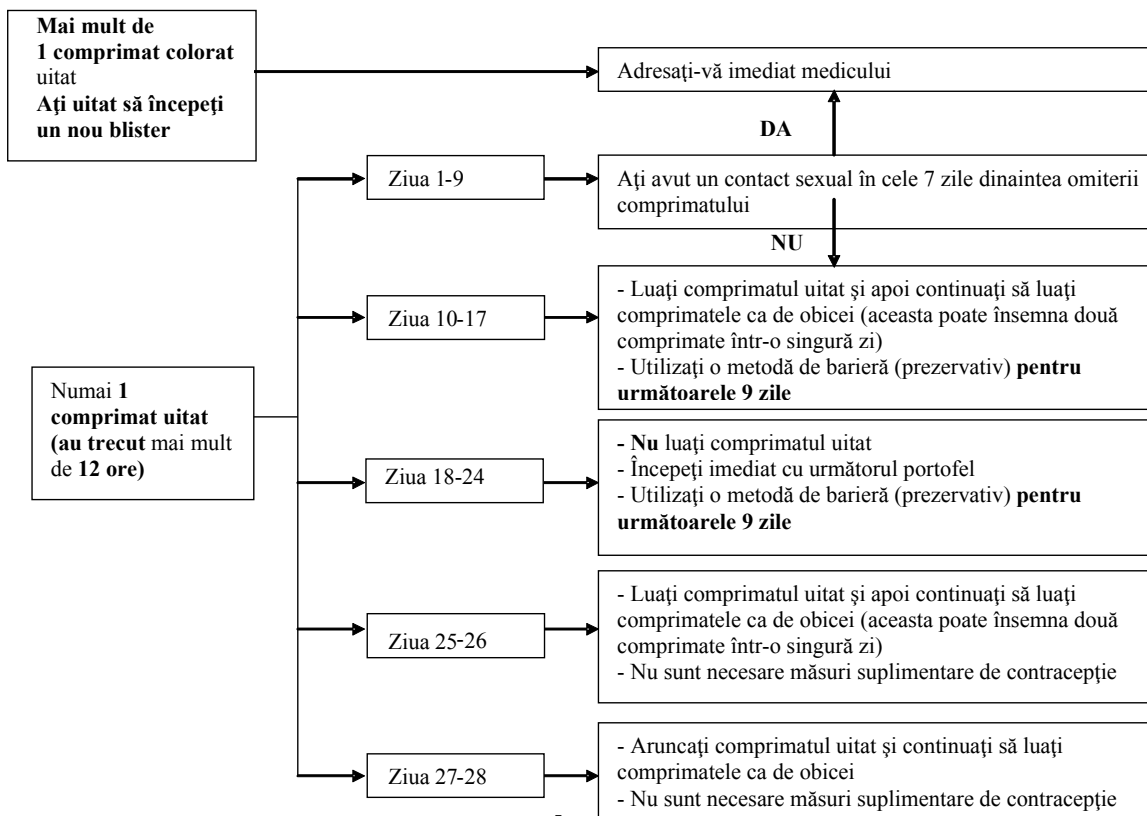 Mai mult de
1 comprimat colorat
uitat
Aţi uitat să începeţi
un nou blister
Adresaţi-vă imediat medicului
DA
Ziua 1-9
Aţi avut un contact sexual în cele 7 zile dinaintea omiterii
comprimatului
NU
Ziua 10-17
- Luaţi comprimatul uitat şi apoi continuaţi să luaţi
comprimatele ca de obicei (aceasta poate însemna două
comprimate într-o singură zi)
- Utilizaţi o metodă de barieră (prezervativ) pentru
următoarele 9 zile
Numai 1
comprimat uitat
(au trecut mai mult
de 12 ore)
Ziua 18-24
- Nu luaţi comprimatul uitat
- Începeţi imediat cu următorul portofel
- Utilizaţi o metodă de barieră (prezervativ) pentru
următoarele 9 zile
Ziua 25-26
- Luaţi comprimatul uitat şi apoi continuaţi să luaţi
comprimatele ca de obicei (aceasta poate însemna două
comprimate într-o singură zi)
- Nu sunt necesare măsuri suplimentare de contracepţie
Ziua 27-28
- Aruncaţi comprimatul uitat şi continuaţi să luaţi
comprimatele ca de obicei
- Nu sunt necesare măsuri suplimentare de contracepţie